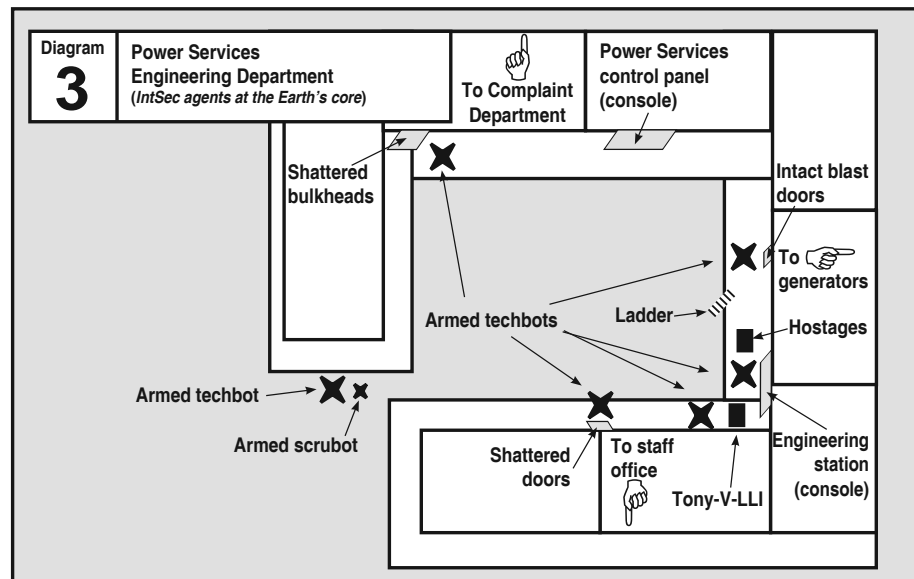 Diagram
3
Power Services
Engineering Department
(IntSec agents at the Earth's core)
To Complaint
Department
Power Services
control panel
(console)
Shattered
bulkheads
Intact blast
doors
To
generators
Armed techbots
Ladder
Hostages
Armed techbot
Armed scrubot
Shattered
doors
To staff
office
Tony-V-LLI
Engineering
station
(console)